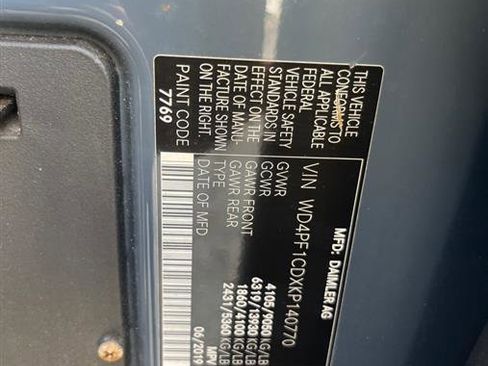 MFD: DAIMLER AG
VIN WD4PF1CDXKP140770
GVWR 4105/9050 KG/LB
GCWR 6319/13930 KG/LB
GAWR FRONT 1860/4100 KG/LB
GAWR REAR 2431/5360 KG/LB
TYPE MPV
DATE OF MFD 06/2019
THIS VEHICLE
CONFORMS TO
ALL APPLICABLE
FEDERAL
VEHICLE SAFETY
STANDARDS IN
EFFECT ON THE
DATE OF MANU-
FACTURE SHOWN
ON THE RIGHT.
PAINT CODE
7769